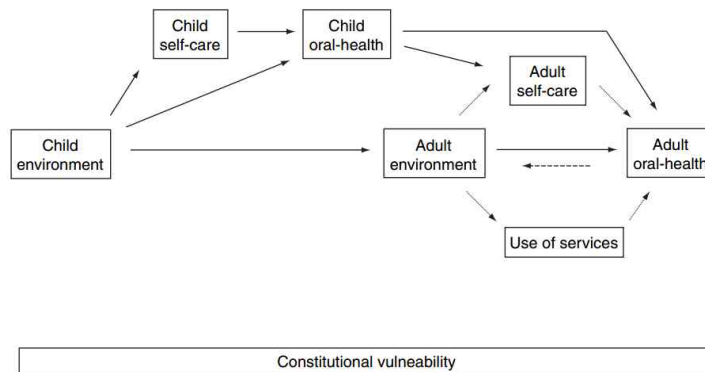 Child
self-care
Child
oral-health
Adult
self-care
Child
environment
Adult
environment
Adult
oral-health
Use of services
Constitutional vulneability